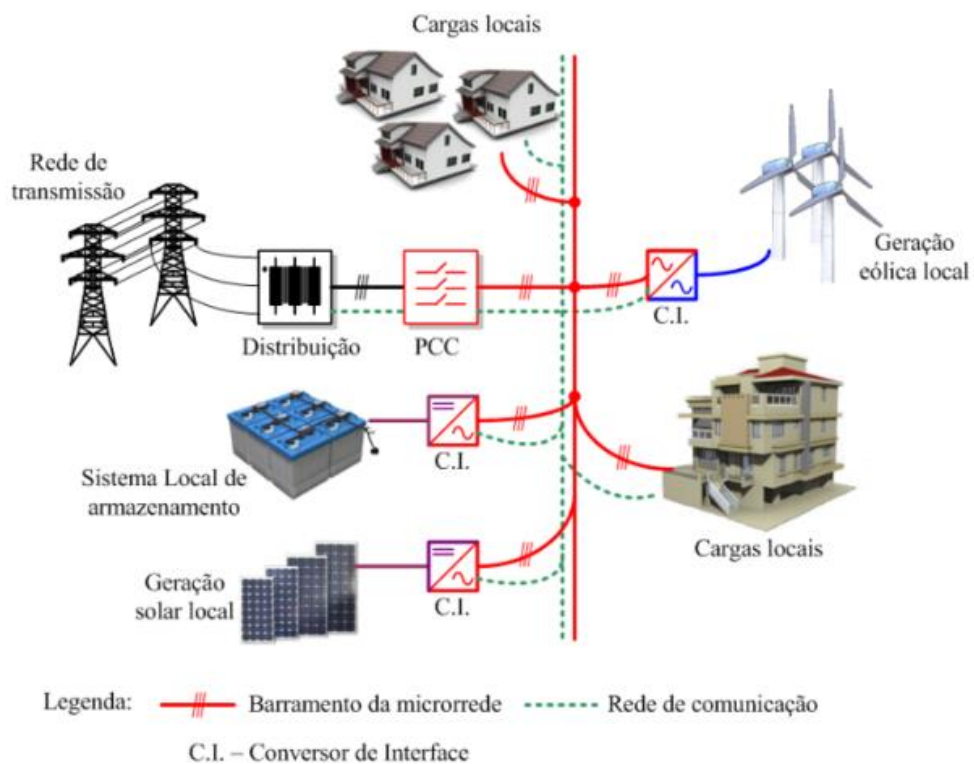 Cargas locais
Rede de
transmissão
Geração
eólica local
Distribuição
PCC
C.I.
Sistema Local de
armazenamento
C.I.
Cargas locais
Geração
solar local
C.I.
Legenda:
Barramento da microrrede
Rede de comunicação
C.I. – Conversor de Interface